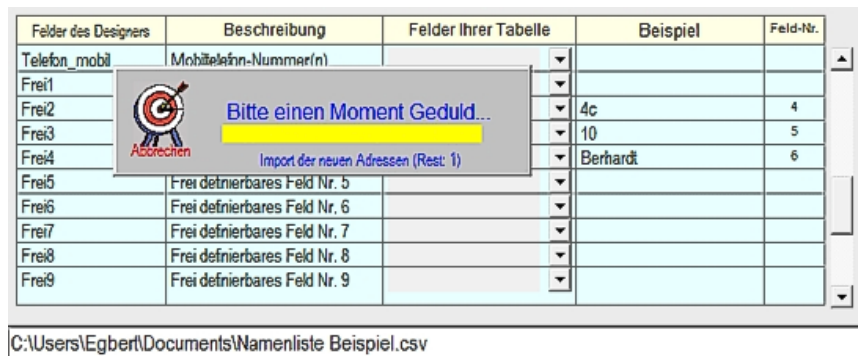 Felder des Designers Beschreibung Felder Ihrer Tabelle Beispiel Feld-Nr.
Telefon_mobil Mobiltelefon-Nummer(n)
Frei1
Frei2 4c 4
Frei3 10 5
Frei4 Berhardt 6
Bitte einen Moment Geduld...
Abbrechen
Import der neuen Adressen (Rest: 1)
Frei5 Frei definierbares Feld Nr. 5
Frei6 Frei definierbares Feld Nr. 6
Frei7 Frei definierbares Feld Nr. 7
Frei8 Frei definierbares Feld Nr. 8
Frei9 Frei definierbares Feld Nr. 9
C:\Users\Egbert\Documents\Namenliste Beispiel.csv